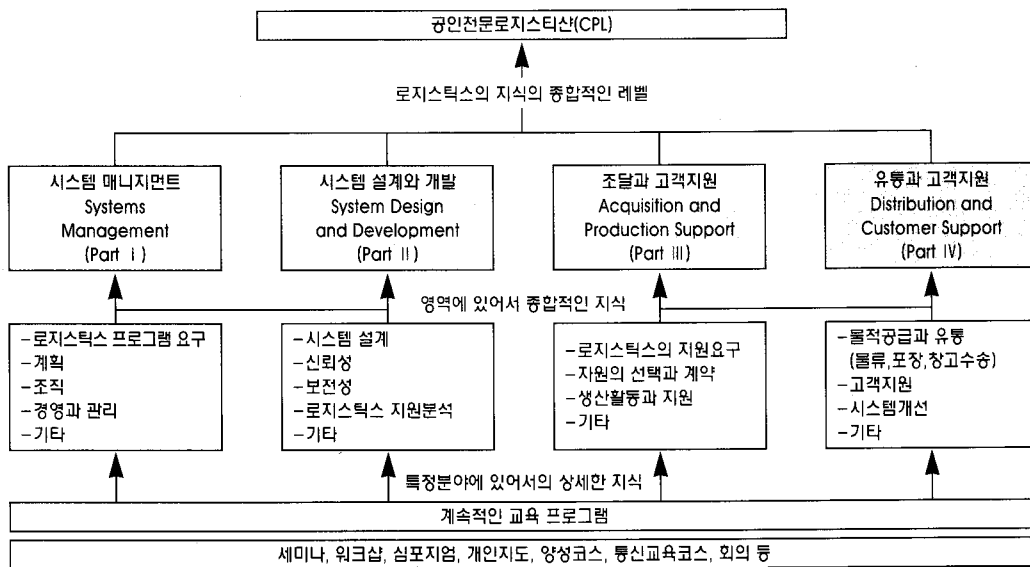 공인전문로지스티샨(CPL)
로지스틱스의 지식의 종합적인 레벨
시스템 매니지먼트
Systems
Management
(Part Ⅰ)
시스템 설계와 개발
System Design
and Development
(Part Ⅱ)
조달과 고객지원
Acquisition and
Production Support
(Part Ⅲ)
유통과 고객지원
Distribution and
Customer Support
(Part Ⅳ)
영역에 있어서 종합적인 지식
-로지스틱스 프로그램 요구
-계획
-조직
-경영과 관리
-기타
-시스템 설계
-신뢰성
-보전성
-로지스틱스 지원분석
-기타
-로지스틱스의 지원요구
-자원의 선택과 계약
-생산활동과 지원
-기타
-물적공급과 유통
(물류,포장,창고수송)
-고객지원
-시스템개선
-기타
특정분야에 있어서의 상세한 지식
계속적인 교육 프로그램
세미나, 워크샵, 심포지엄, 개인지도, 양성코스, 통신교육코스, 회의 등